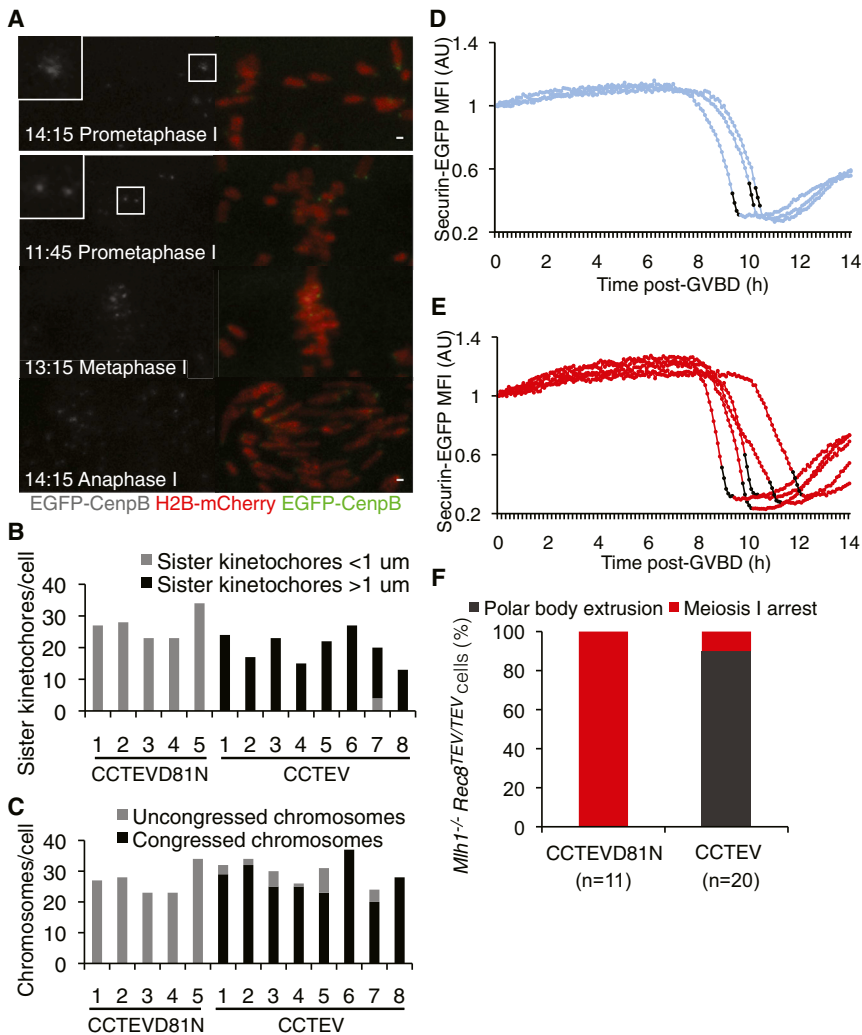 A
14:15 Prometaphase I
11:45 Prometaphase I
13:15 Metaphase I
14:15 Anaphase I
EGFP-CenpB H2B-mCherry EGFP-CenpB
B
Sister kinetochores/cell
Sister kinetochores <1 um
Sister kinetochores >1 um
40
30
20
10
0
1 2 3 4 5 1 2 3 4 5 6 7 8
CCTEVD81N CCTEV
C
Chromosomes/cell
Uncongressed chromosomes
Congressed chromosomes
40
30
20
10
0
1 2 3 4 5 1 2 3 4 5 6 7 8
CCTEVD81N CCTEV
D
Securin-EGFP MFI (AU)
1.4
1
0.6
0.2
0 2 4 6 8 10 12 14
Time post-GVBD (h)
E
Securin-EGFP MFI (AU)
1.4
1
0.6
0.2
0 2 4 6 8 10 12 14
Time post-GVBD (h)
F
Polar body extrusion Meiosis I arrest
Mlh1-/- Rec8TEV/TEV cells (%)
100
80
60
40
20
0
CCTEVD81N CCTEV
(n=11) (n=20)